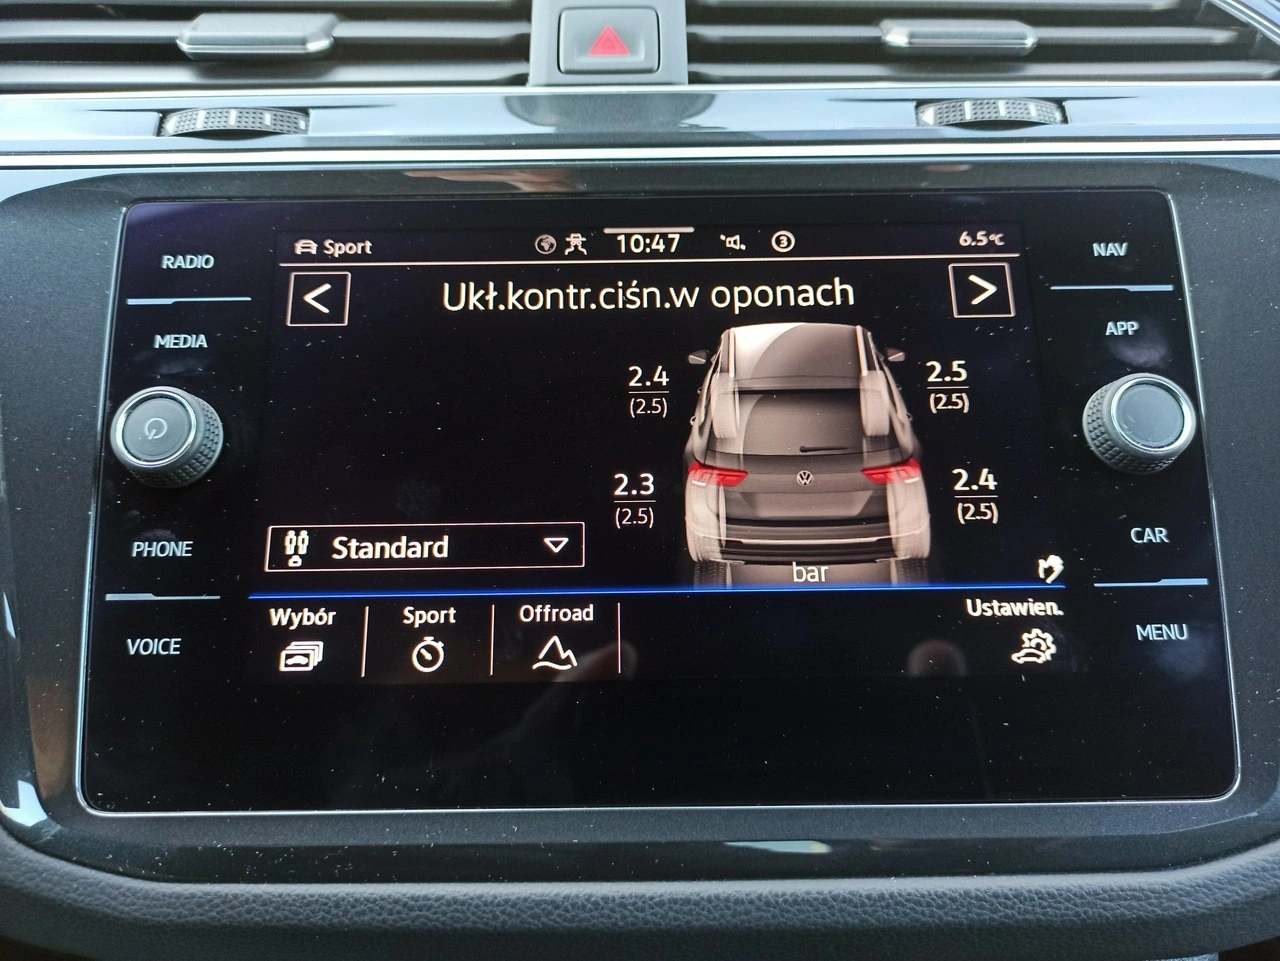 RADIO
MEDIA
PHONE
VOICE
Sport
10:47
3
6.5°C
<
Ukł.kontr.ciśn.w oponach
>
2.4
(2.5)
2.5
(2.5)
2.3
(2.5)
2.4
(2.5)
Standard
bar
Wybór
Sport
Offroad
Ustawien.
NAV
APP
CAR
MENU